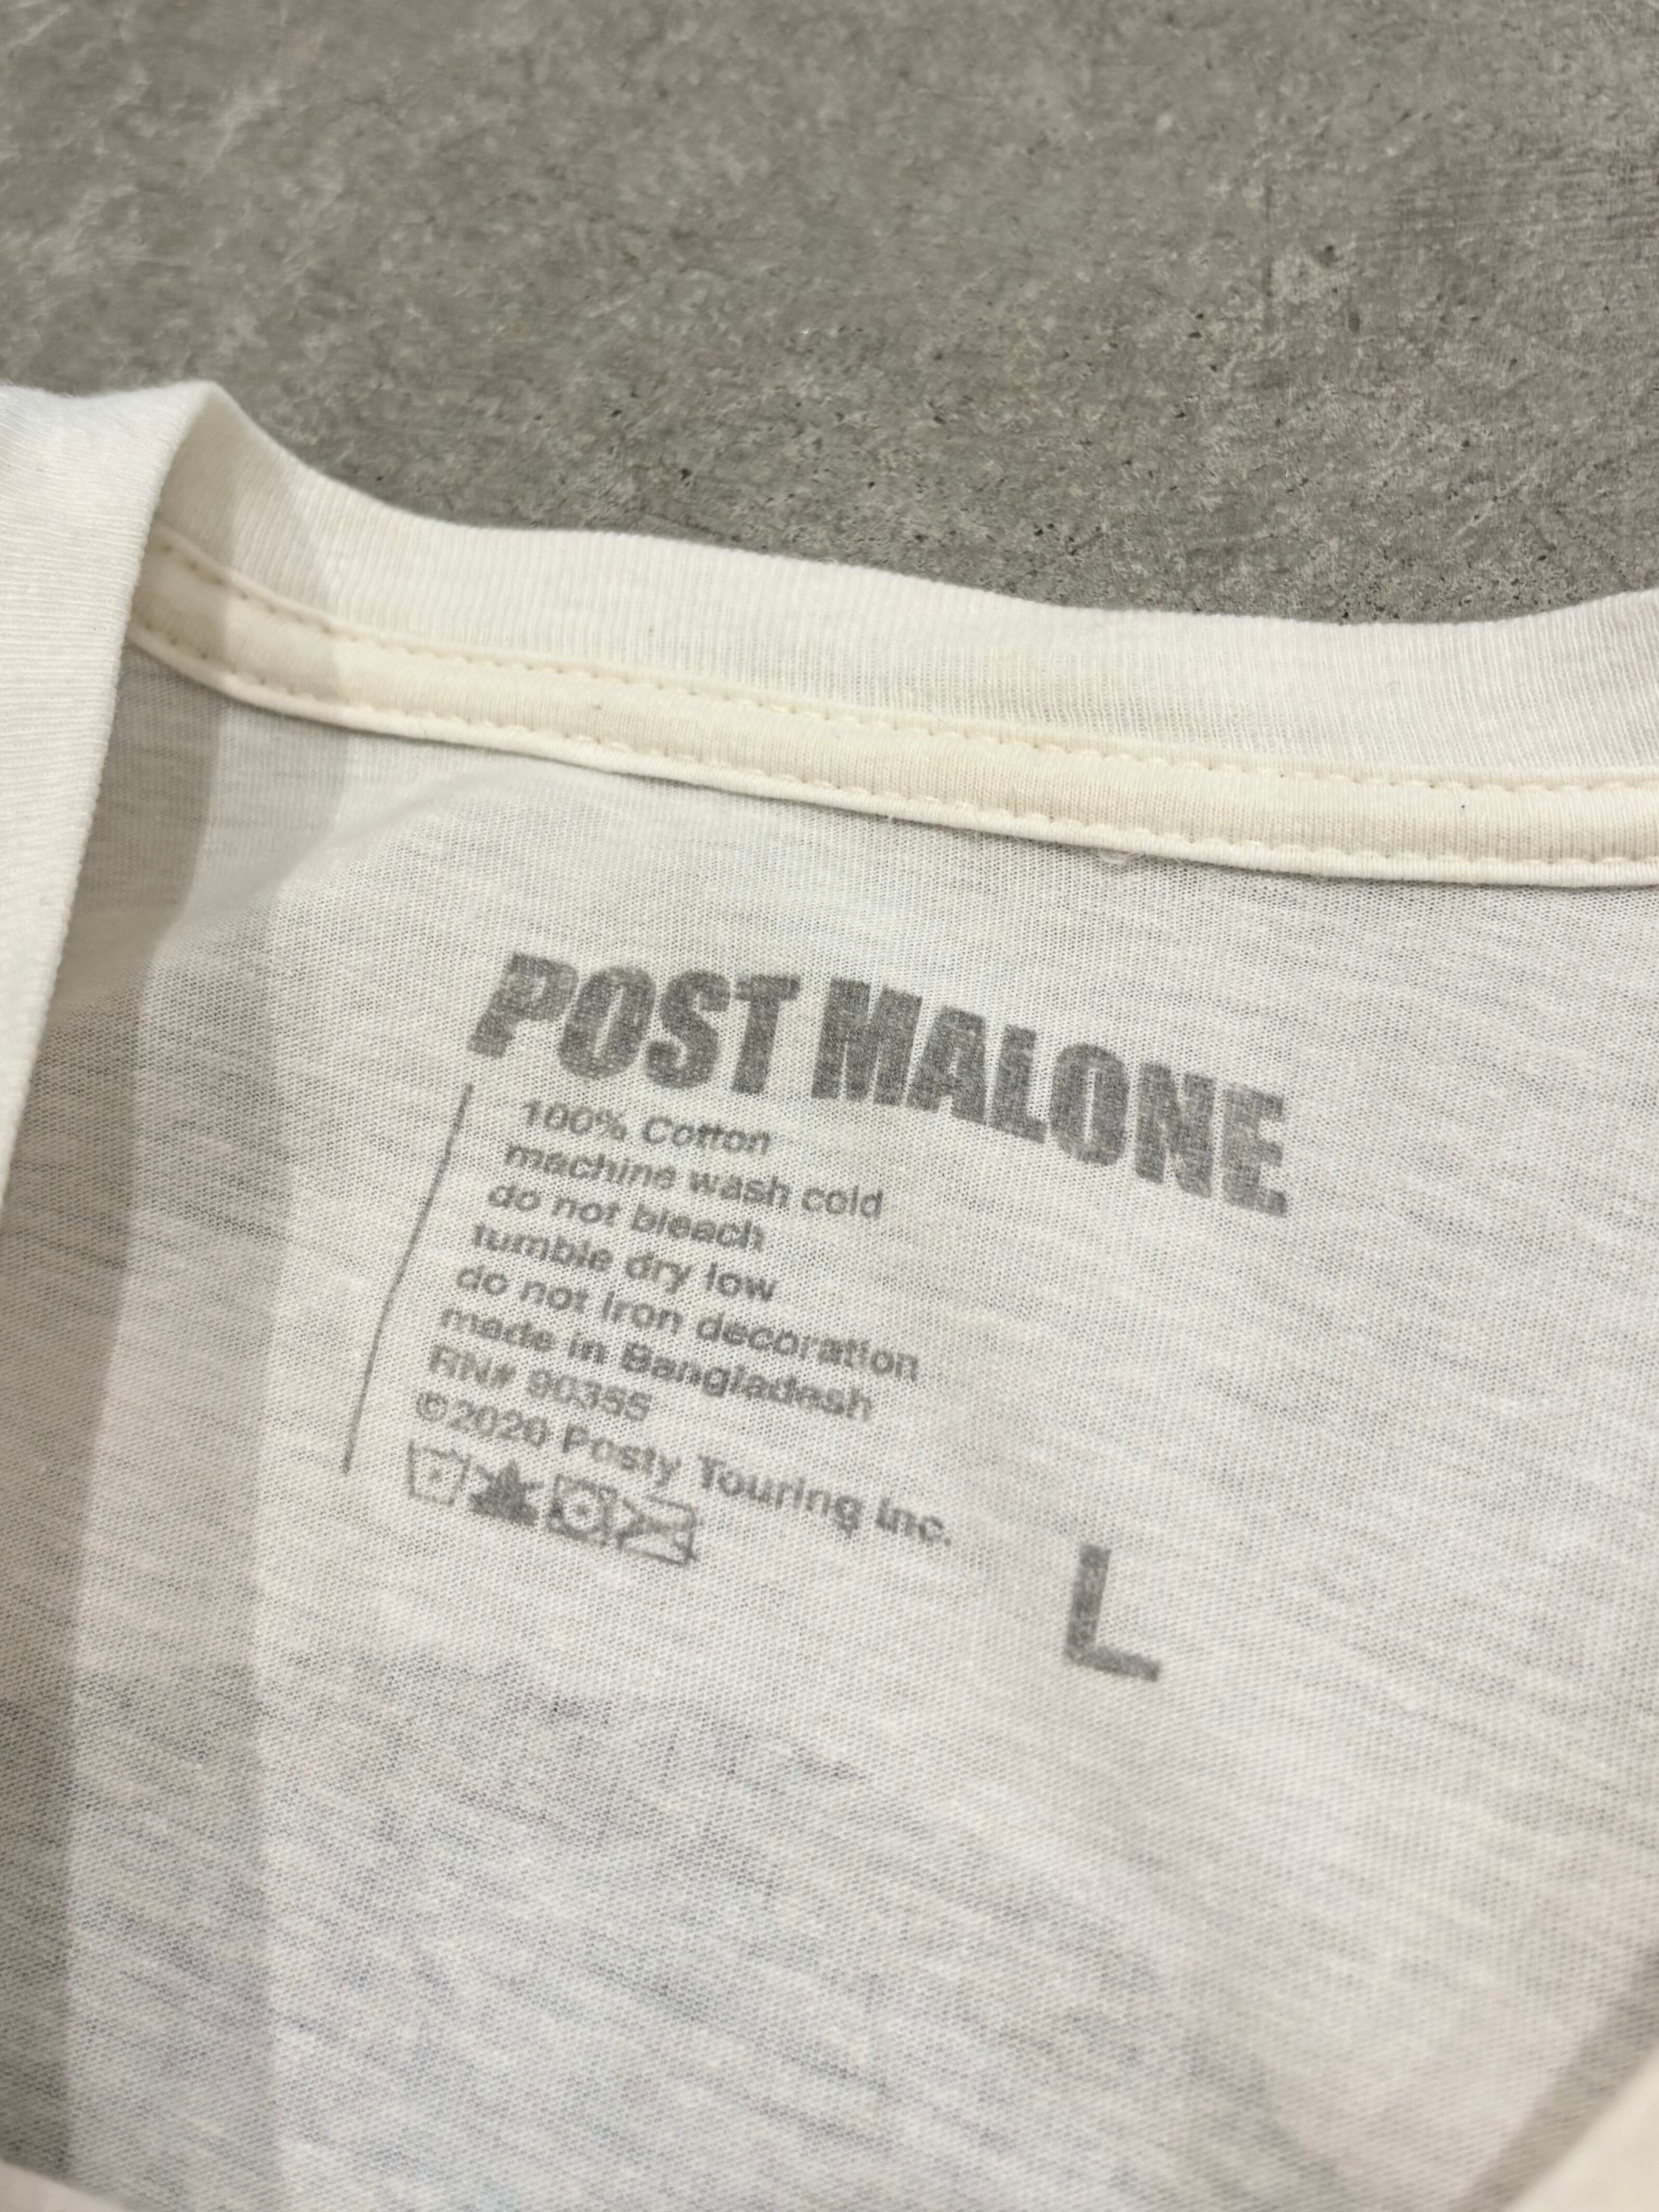 POST MALONE
100% Cotton
machine wash cold
do not bleach
tumble dry low
do not iron decoration
made in Bangladesh
RN# 90355
©2020 Posty Touring Inc.
L